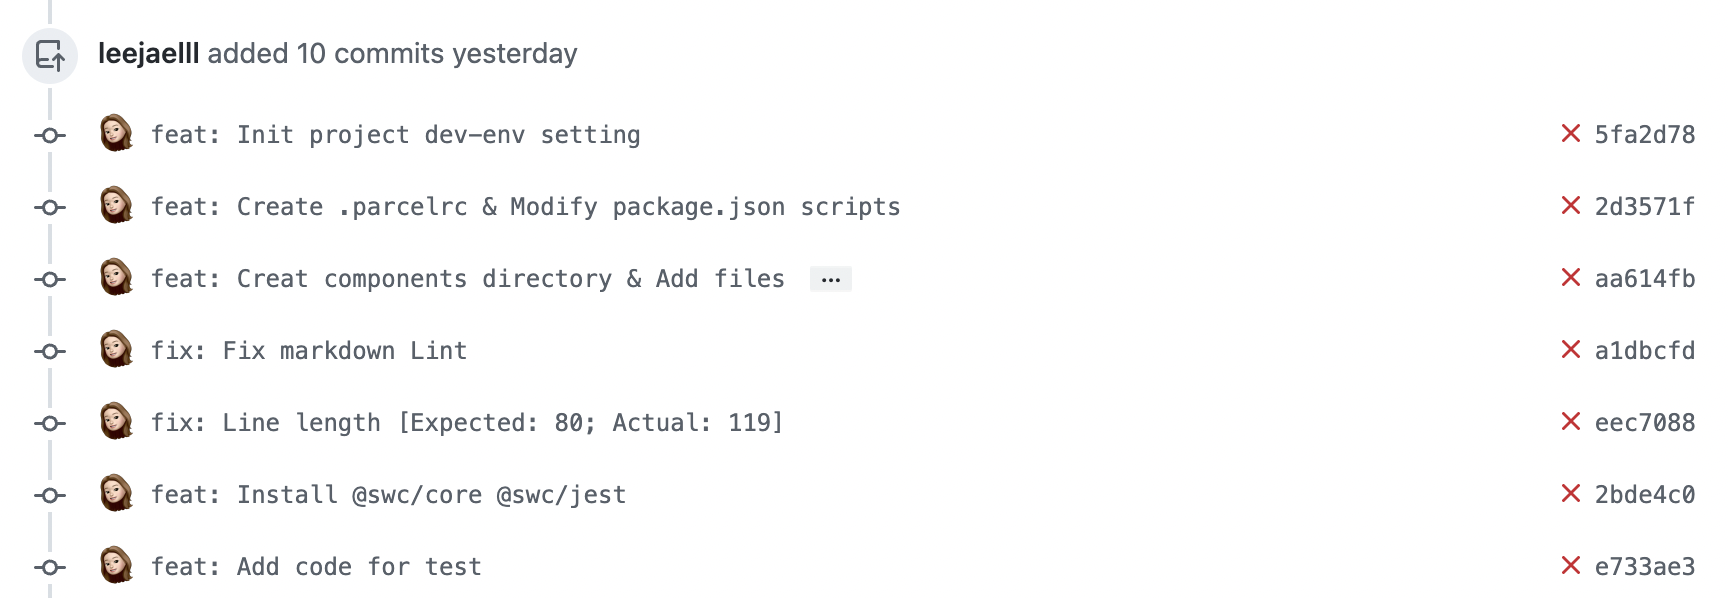 leejaelll added 10 commits yesterday
feat: Init project dev-env setting 5fa2d78
feat: Create .parcelrc & Modify package.json scripts 2d3571f
feat: Creat components directory & Add files ... aa614fb
fix: Fix markdown Lint a1dbcfd
fix: Line length [Expected: 80; Actual: 119] eec7088
feat: Install @swc/core @swc/jest 2bde4c0
feat: Add code for test e733ae3